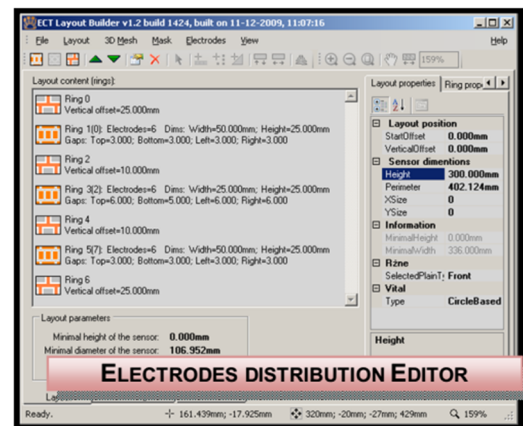 ECT Layout Builder v1.2 build 1424, built on 11-12-2009, 11:07:16
File Layout 3D Mesh Mask Electrodes View Help
159%
Layout content (rings):
Ring 0
Vertical offset=25.000mm
Ring 1(0): Electrodes=6 Dims: Width=50.000mm; Height=25.000mm
Gaps: Top=3.000; Bottom=3.000; Left=3.000; Right=3.000
Ring 2
Vertical offset=10.000mm
Ring 3(2): Electrodes=6 Dims: Width=25.000mm; Height=25.000mm
Gaps: Top=6.000; Bottom=5.000; Left=6.000; Right=6.000
Ring 4
Vertical offset=10.000mm
Ring 5(7): Electrodes=6 Dims: Width=50.000mm; Height=25.000mm
Gaps: Top=3.000; Bottom=3.000; Left=3.000; Right=3.000
Ring 6
Vertical offset=25.000mm
Layout parameters
Minimal height of the sensor: 0.000mm
Minimal diameter of the sensor: 106.952mm
Layout properties Ring prop
Layout position
StartOffset 0.000mm
VerticalOffset 0.000mm
Sensor dimentions
Height 300.000mm
Perimeter 402.124mm
XSize 0
YSize 0
Information
MinimalHeight 0.000mm
MinimalWidth 336.000mm
Różne
SelectedPlainTy Front
Vital
Type CircleBased
Height
ELECTRODES DISTRIBUTION EDITOR
Ready. 161.439mm; -17.925mm 320mm; -20mm; -27mm; 429mm 159%